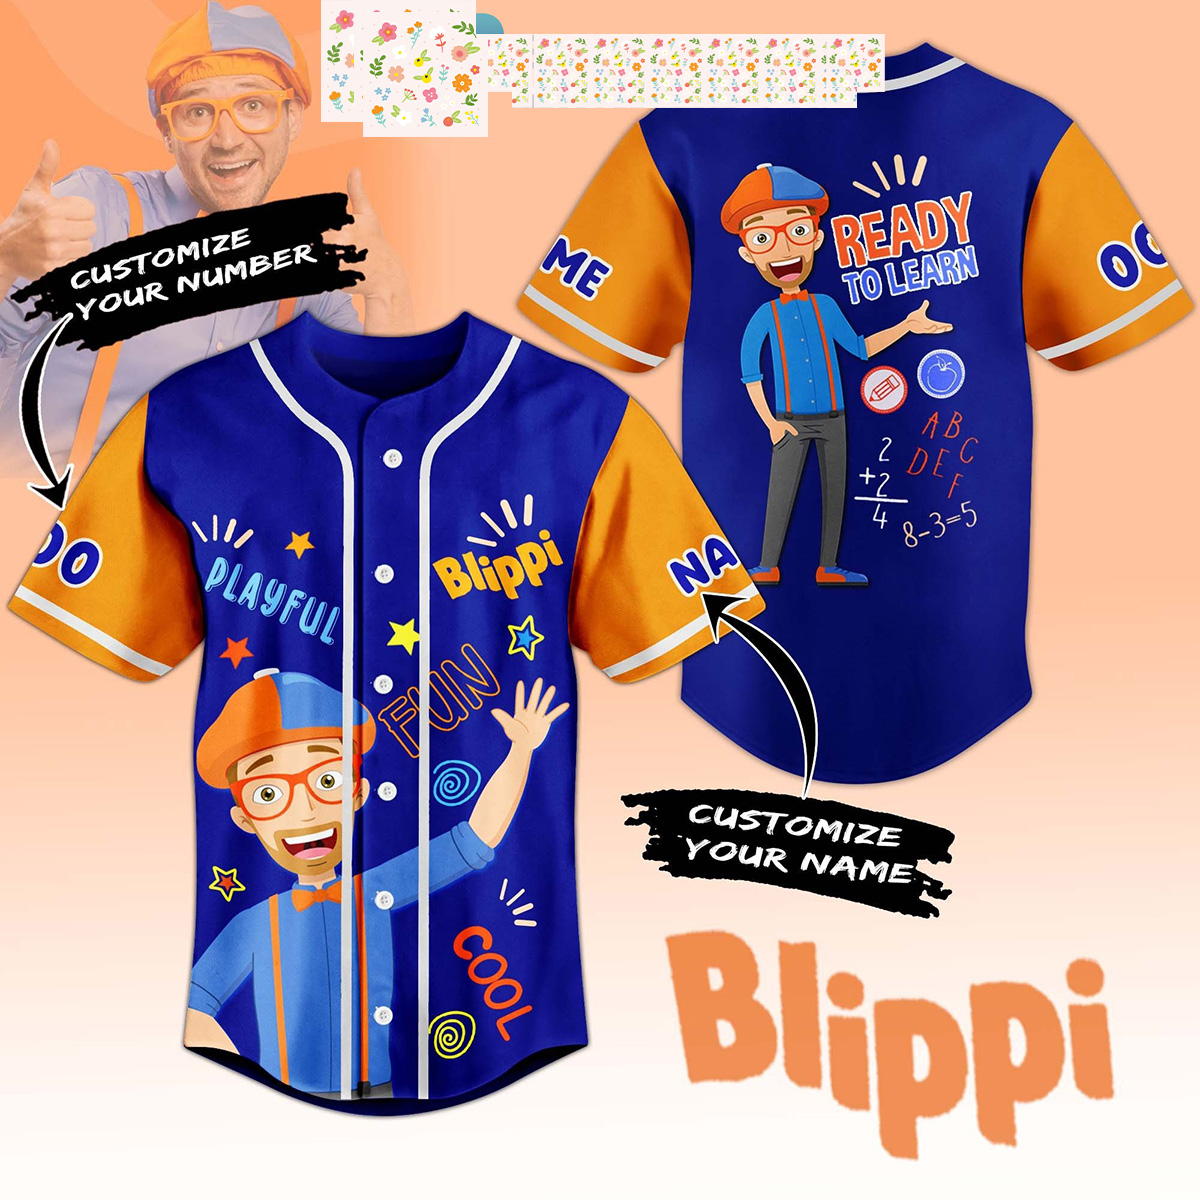 CUSTOMIZE
YOUR NUMBER
READY
TO LEARN
ME
00
A B C
D E F
2
+2
4
8-3=5
00
PLAYFUL
Blippi
FUN
NA
COOL
CUSTOMIZE
YOUR NAME
Blippi